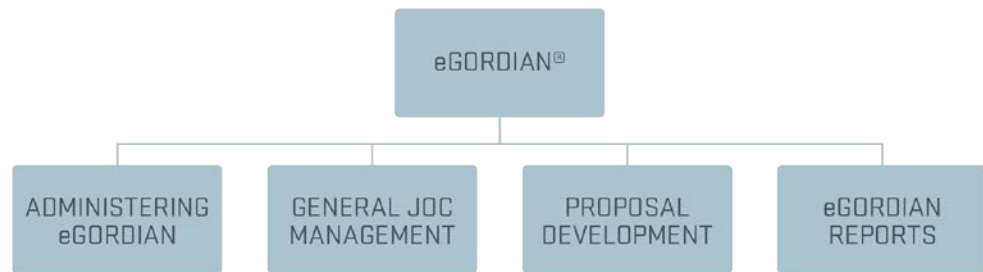 eGORDIAN®
ADMINISTERING
eGORDIAN
GENERAL JOC
MANAGEMENT
PROPOSAL
DEVELOPMENT
eGORDIAN
REPORTS